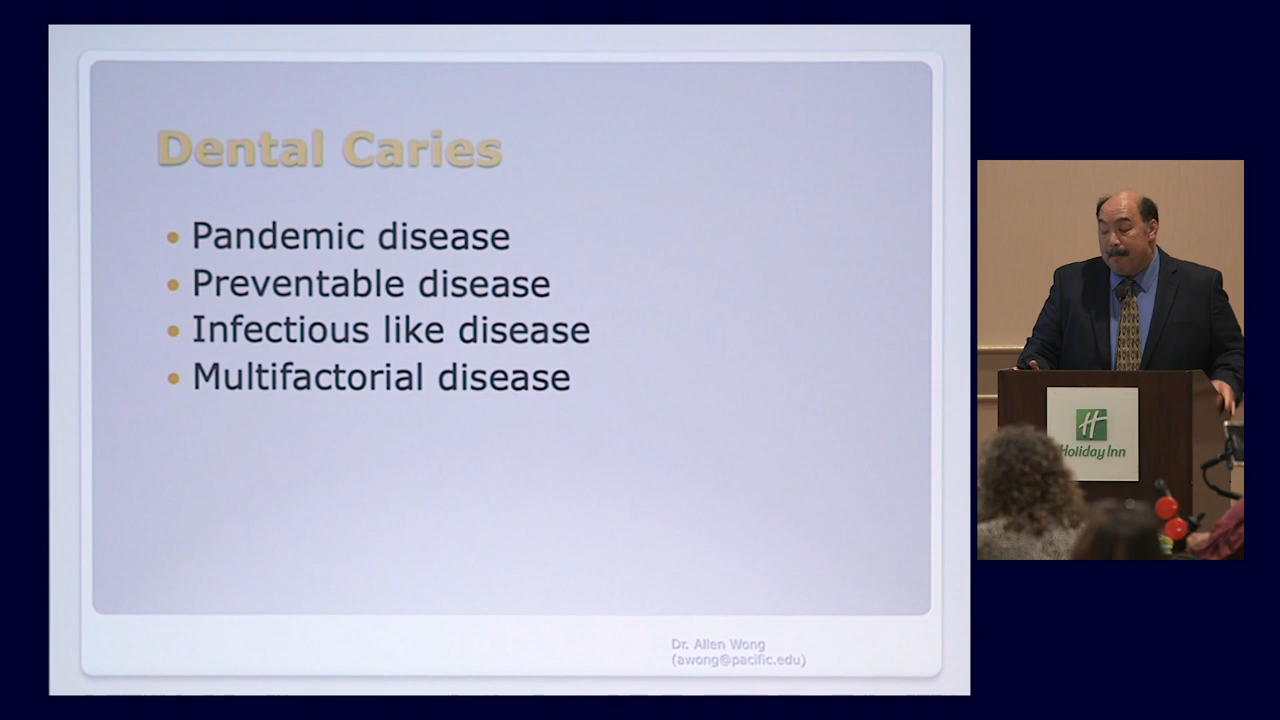 Dental Caries
• Pandemic disease
• Preventable disease
• Infectious like disease
• Multifactorial disease
Dr. Allen Wong
(awong@pacific.edu)
H
Holiday Inn